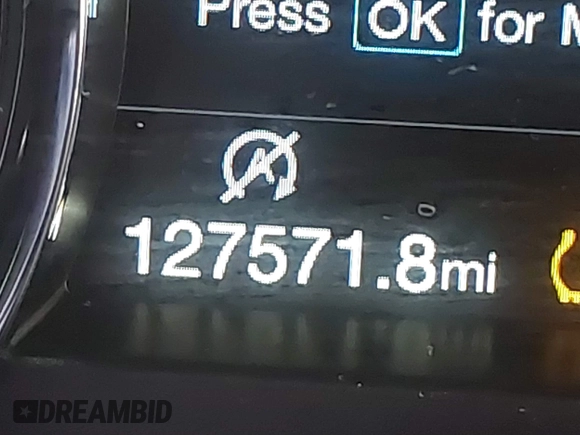 Press OK for
127571.8mi
DREAMBID